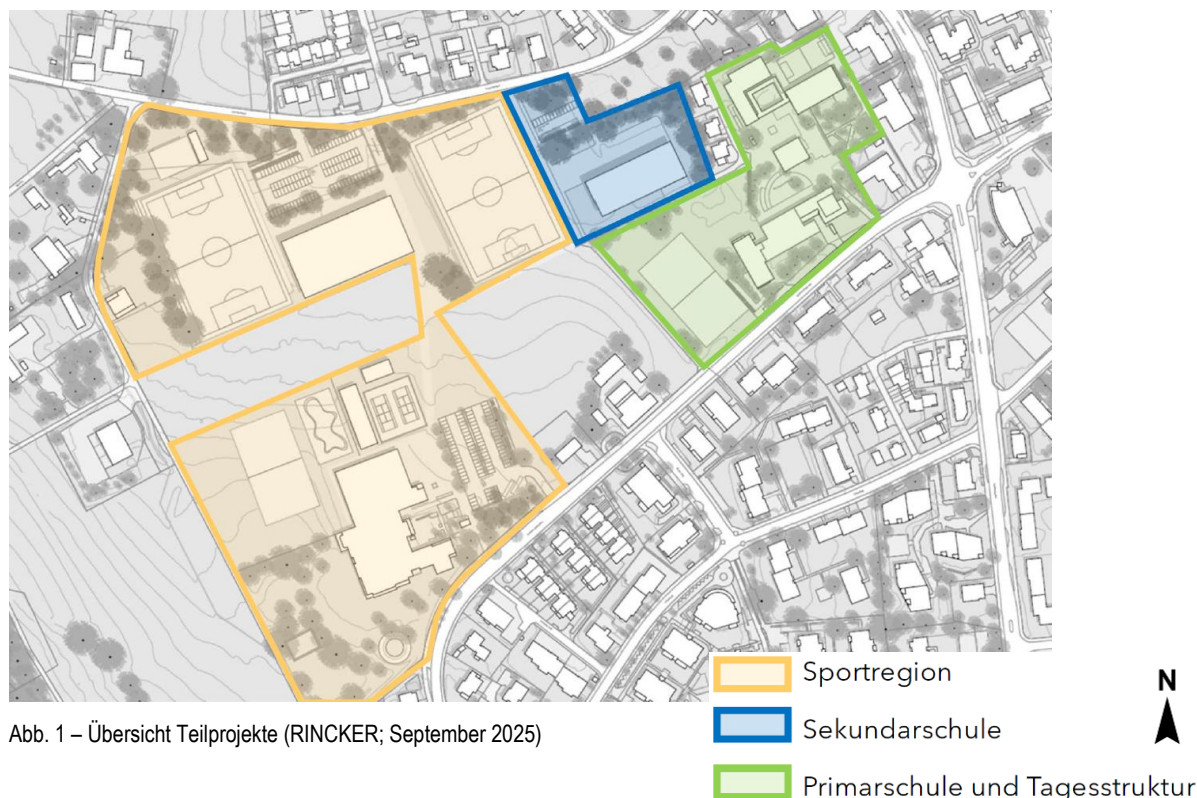 Sportregion
N
Abb. 1 – Übersicht Teilprojekte (RINCKER; September 2025)
Sekundarschule
Primarschule und Tagesstruktur